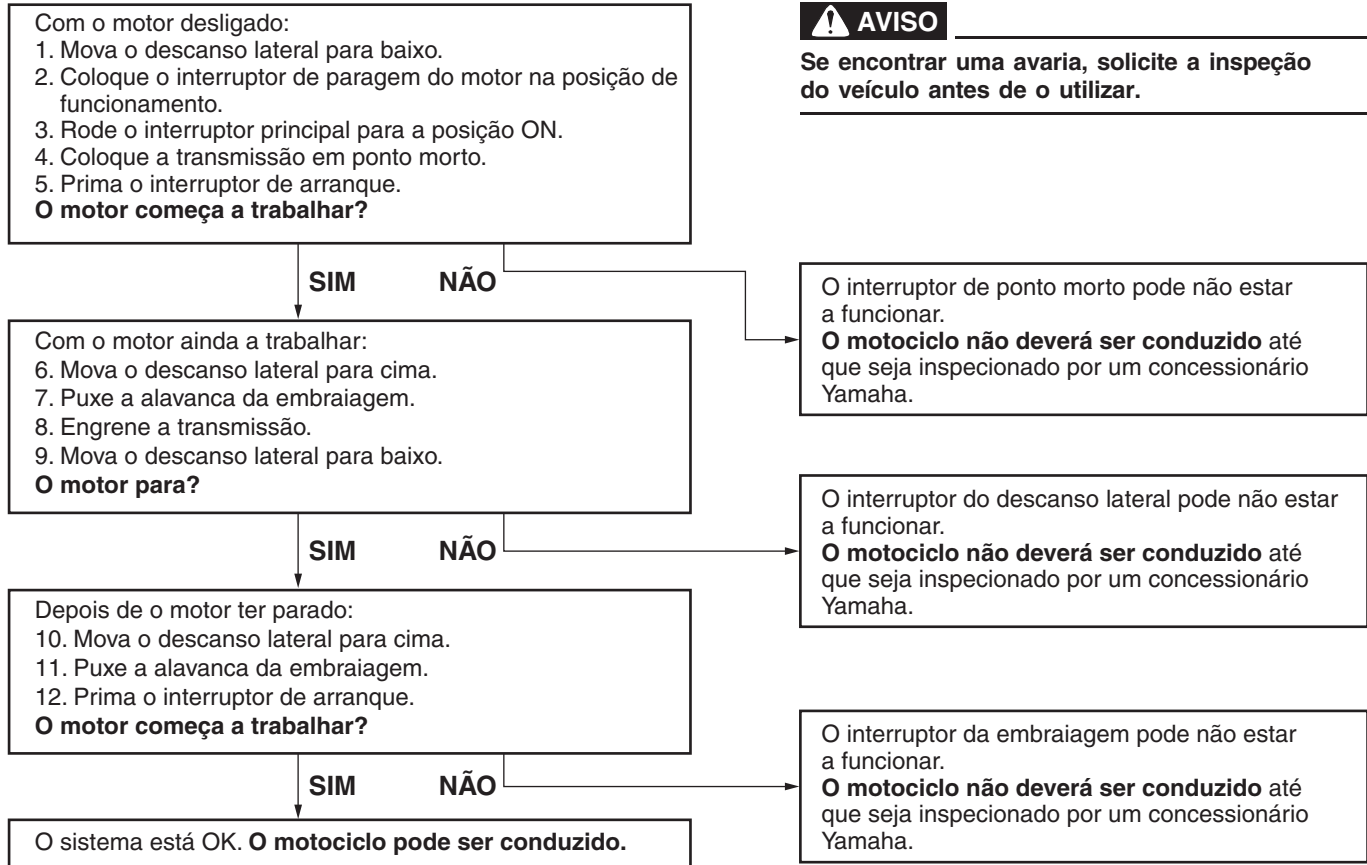 Com o motor desligado:
1. Mova o descanso lateral para baixo.
2. Coloque o interruptor de paragem do motor na posição de
funcionamento.
3. Rode o interruptor principal para a posição ON.
4. Coloque a transmissão em ponto morto.
5. Prima o interruptor de arranque.
O motor começa a trabalhar?
AVISO
Se encontrar uma avaria, solicite a inspeção
do veículo antes de o utilizar.
SIM NÃO
O interruptor de ponto morto pode não estar
a funcionar.
O motociclo não deverá ser conduzido até
que seja inspecionado por um concessionário
Yamaha.
Com o motor ainda a trabalhar:
6. Mova o descanso lateral para cima.
7. Puxe a alavanca da embraiagem.
8. Engrene a transmissão.
9. Mova o descanso lateral para baixo.
O motor para?
SIM NÃO
O interruptor do descanso lateral pode não estar
a funcionar.
O motociclo não deverá ser conduzido até
que seja inspecionado por um concessionário
Yamaha.
Depois de o motor ter parado:
10. Mova o descanso lateral para cima.
11. Puxe a alavanca da embraiagem.
12. Prima o interruptor de arranque.
O motor começa a trabalhar?
SIM NÃO
O interruptor da embraiagem pode não estar
a funcionar.
O motociclo não deverá ser conduzido até
que seja inspecionado por um concessionário
Yamaha.
O sistema está OK. O motociclo pode ser conduzido.